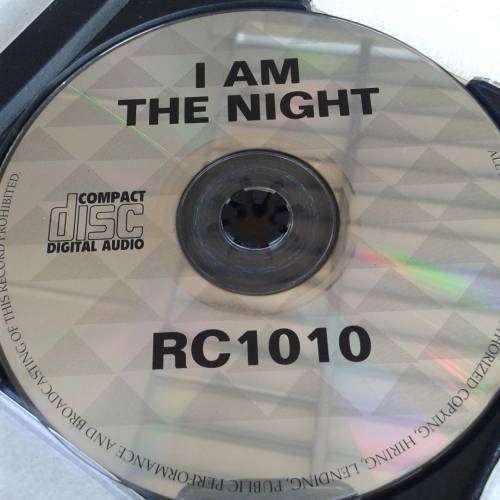 I AM
THE NIGHT
COMPACT
disc
DIGITAL AUDIO
RC1010
HORIZED COPYING, HIRING, LENDING, PUBLIC PERFORMANCE AND BROADCASTING OF THIS RECORD PROHIBITED